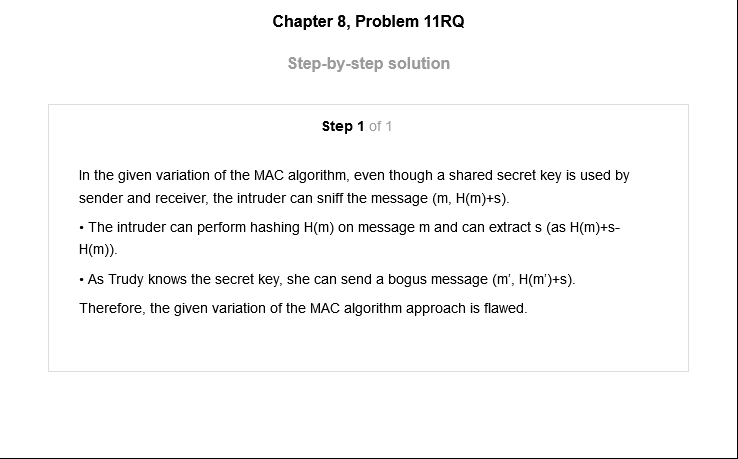 Chapter 8, Problem 11RQ
Step-by-step solution
Step 1 of 1
In the given variation of the MAC algorithm, even though a shared secret key is used by
sender and receiver, the intruder can sniff the message (m, H(m)+s).
• The intruder can perform hashing H(m) on message m and can extract s (as H(m)+s-
H(m)).
• As Trudy knows the secret key, she can send a bogus message (m’, H(m’)+s).
Therefore, the given variation of the MAC algorithm approach is flawed.